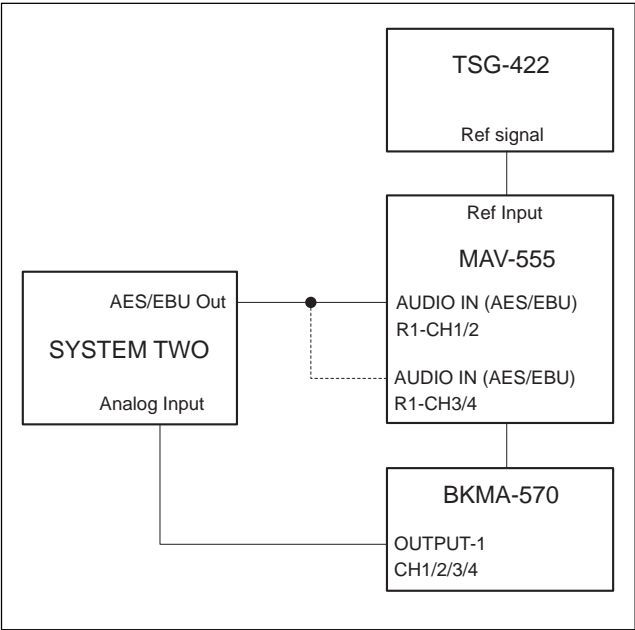 TSG-422
Ref signal
Ref Input
MAV-555
AES/EBU Out
SYSTEM TWO
Analog Input
AUDIO IN (AES/EBU)
R1-CH1/2
AUDIO IN (AES/EBU)
R1-CH3/4
BKMA-570
OUTPUT-1
CH1/2/3/4